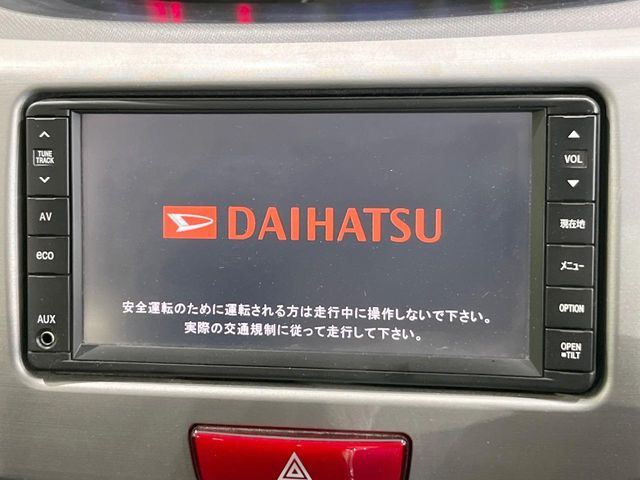 TUNE
TRACK
AV
eco
AUX
DAIHATSU
安全運転のために運転される方は走行中に操作しないで下さい。
実際の交通規制に従って走行して下さい。
VOL
現在地
メニュー
OPTION
OPEN
TILT